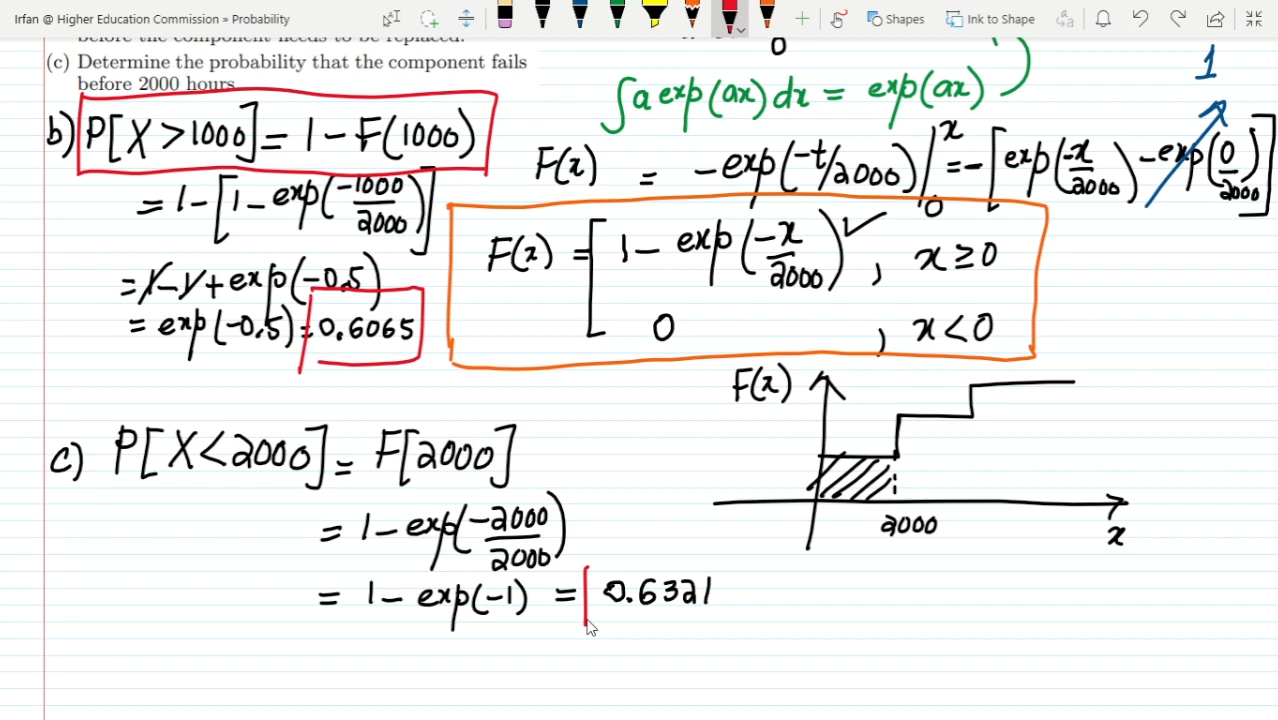 Irfan @ Higher Education Commission » Probability
Shapes
Ink to Shape
before the component needs to be replaced.
(c) Determine the probability that the component fails
before 2000 hours
0
∫a exp(ax) dx = exp(ax)
1
b) P[X > 1000] = 1 - F(1000)
= 1 - [1 - exp(-1000/2000)]
= 1 - 1 + exp(-0.5)
= exp(-0.5) = 0.6065
F(x) = -exp(-t/2000) |₀ˣ = -[exp(-x/2000) - exp(0/2000)]
F(x) = [1 - exp(-x/2000) ✓, x ≥ 0
0 , x < 0
F(x)
2000
x
c) P[X < 2000] = F[2000]
= 1 - exp(-2000/2000)
= 1 - exp(-1) = 0.6321